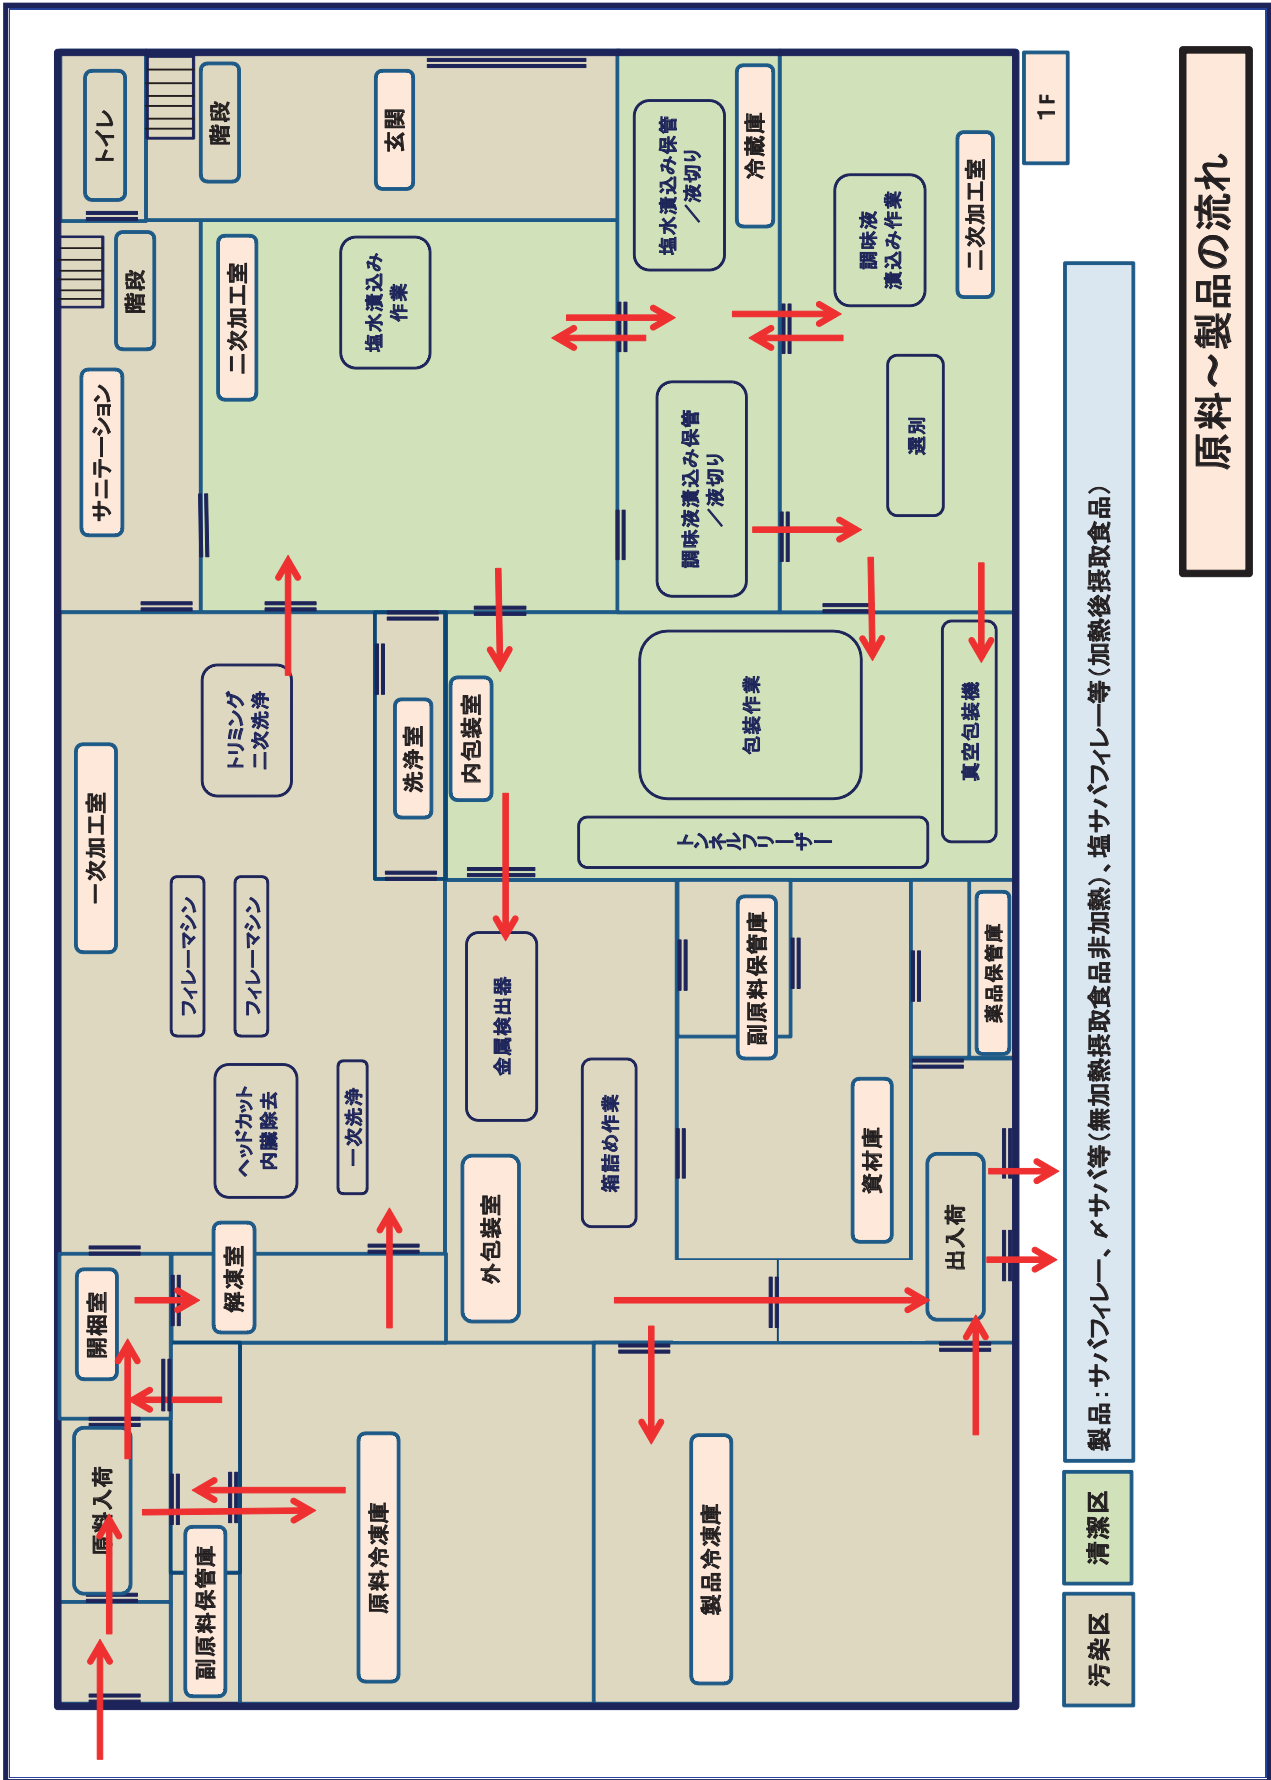 原料～製品の流れ
1F
製品：サバフィレー、〆サバ等（無加熱摂取食品非加熱）、塩サバフィレー等（加熱後摂取食品）
清潔区
汚染区
トイレ
階段
玄関
塩水漬込み保管
／液切り
冷蔵庫
調味液
漬込み作業
二次加工室
階段
二次加工室
塩水漬込み
作業
サニテーション
調味液漬込み保管
／液切り
選別
一次加工室
トリミング
二次洗浄
洗浄室
内包装室
包装作業
真空包装機
トンネルフリーザー
フィレーマシン
フィレーマシン
ヘッドカット
内臓除去
一次洗浄
金属検出器
箱詰め作業
外包装室
副原料保管庫
薬品保管庫
資材庫
出入荷
開梱室
解凍室
原料入荷
副原料保管庫
原料冷凍庫
製品冷凍庫